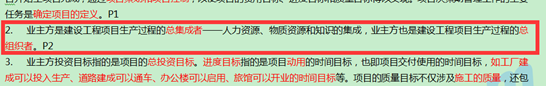 任务是确定项目的定义。P1
2. 业主方是建设工程项目生产过程的总集成者——人力资源、物质资源和知识的集成，业主方也是建设工程项目生产过程的总
组织者。P2
3. 业主方投资目标指的是项目的总投资目标。进度目标指的是项目动用的时间目标，也即项目交付使用的时间目标，如工厂建
成可以投入生产、道路建成可以通车、办公楼可以启用、旅馆可以开业的时间目标等。项目的质量目标不仅涉及施工的质量，还包